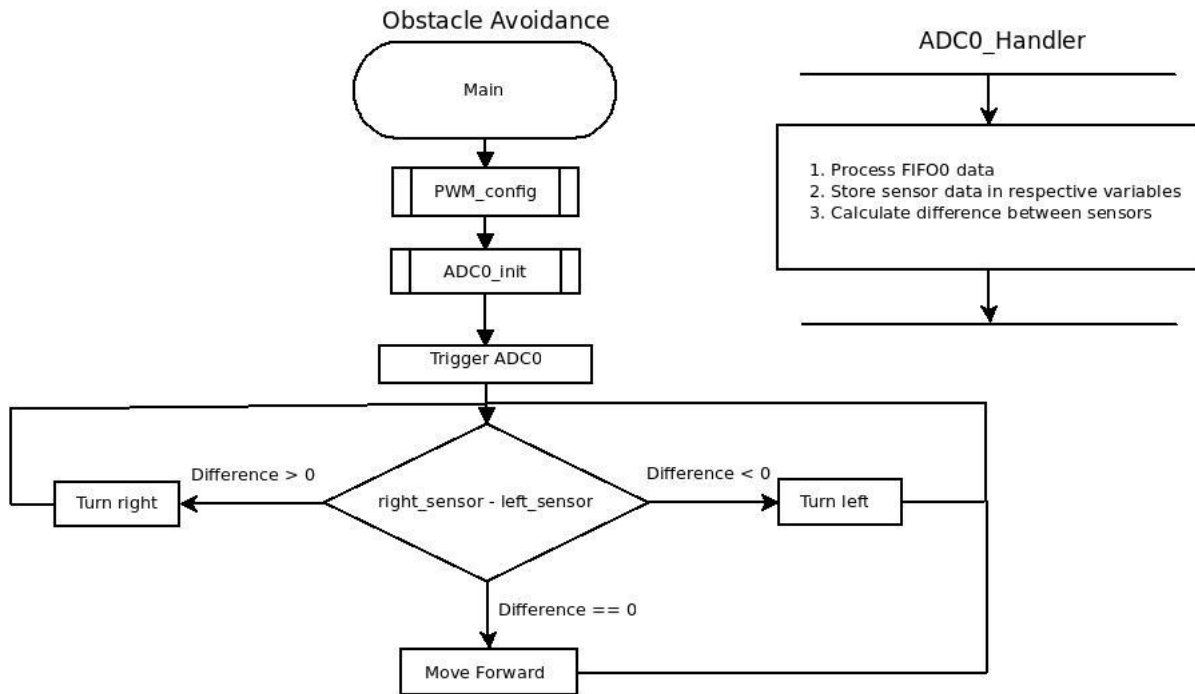 Obstacle Avoidance
Main
PWM_config
ADC0_init
Trigger ADC0
Difference > 0
right_sensor - left_sensor
Difference < 0
Turn right
Turn left
Difference == 0
Move Forward
ADC0_Handler
1. Process FIFO0 data
2. Store sensor data in respective variables
3. Calculate difference between sensors